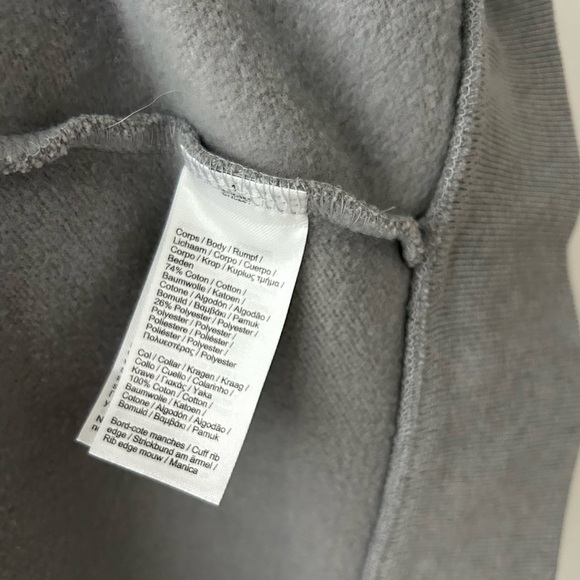 Corps / Body / Rumpf /
Lichaam / Corpo / Cuerpo /
Corpo / Krop / Κυρίως τμήμα /
Beden
74% Coton / Cotton /
Baumwolle / Katoen /
Cotone / Algodón / Algodão /
Bomuld / Βαμβάκι / Pamuk
26% Polyester / Polyester /
Polyester / Polyester /
Poliestere / Poliéster /
Poliéster / Polyester /
Πολυεστέρας / Polyester
Col / Collar / Kragen / Kraag /
Collo / Cuello / Colarinho /
Krave / Γιακάς / Yaka
100% Coton / Cotton /
Baumwolle / Katoen /
Cotone / Algodón / Algodão /
Bomuld / Βαμβάκι / Pamuk
Bord-cote manches / Cuff rib
edge / Strickbund am ärmel /
Rib edge mouw / Manica